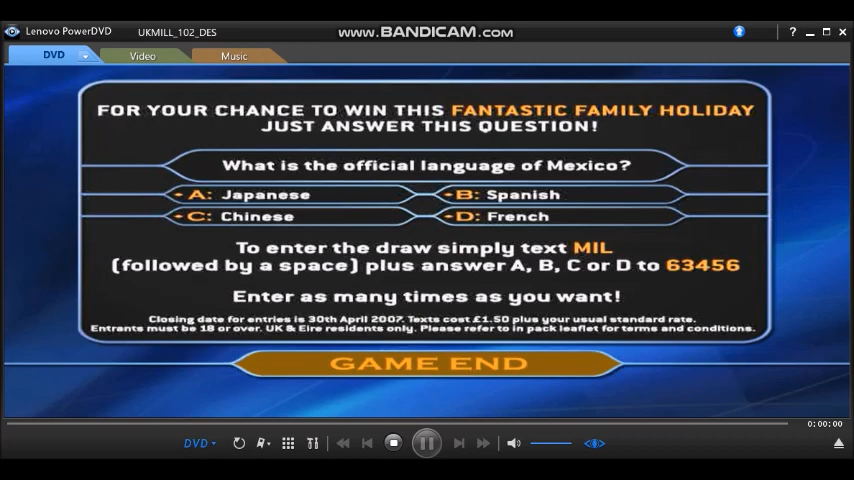 Lenovo PowerDVD UKMILL_102_DES www.BANDICAM.com ?
DVD Video Music
FOR YOUR CHANCE TO WIN THIS FANTASTIC FAMILY HOLIDAY
JUST ANSWER THIS QUESTION!
What is the official language of Mexico?
A: Japanese B: Spanish
C: Chinese D: French
To enter the draw simply text MIL
(followed by a space) plus answer A, B, C or D to 63456
Enter as many times as you want!
Closing date for entries is 30th April 2007. Texts cost £1.50 plus your usual standard rate.
Entrants must be 18 or over. UK & Eire residents only. Please refer to in pack leaflet for terms and conditions.
GAME END
0:00:00
DVD